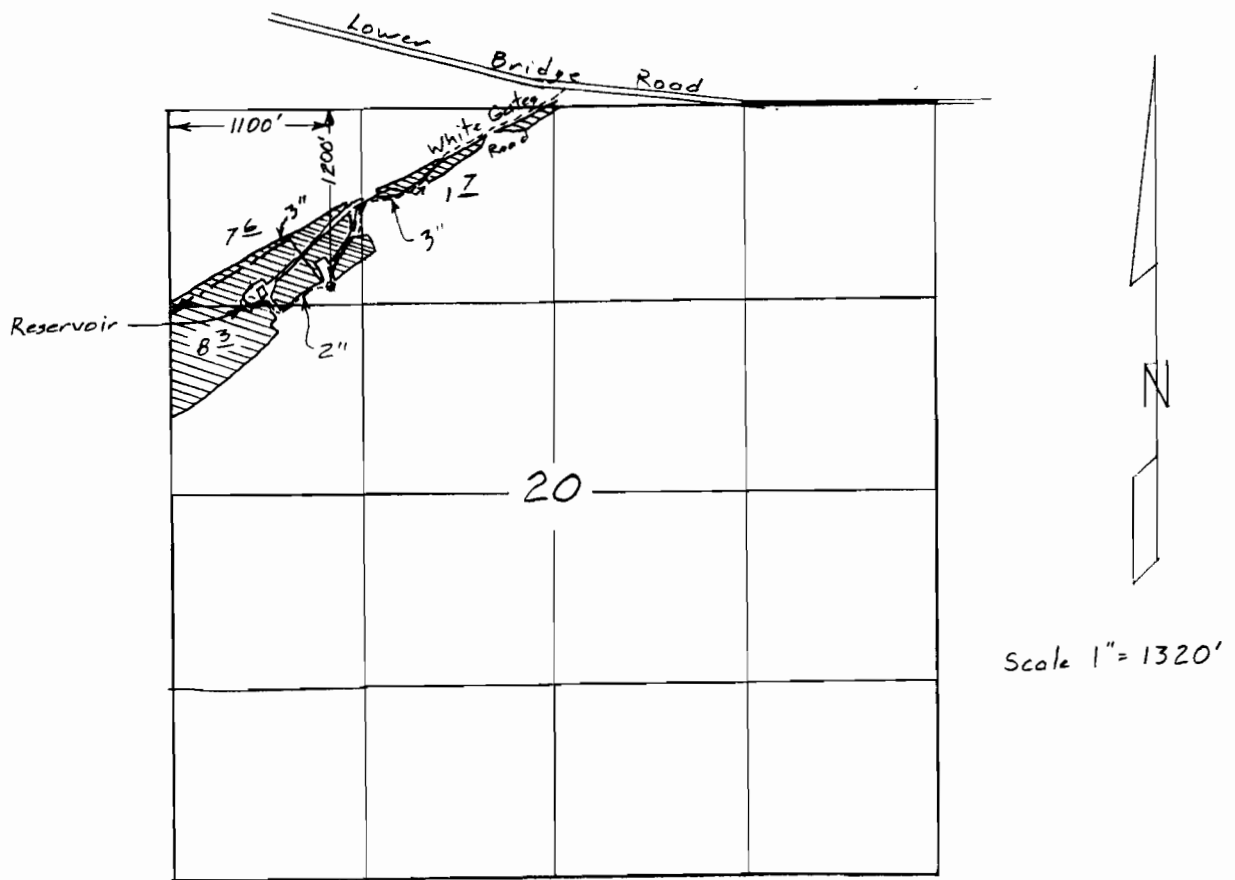 Lower Bridge Road
White Gates Road
1100'
1200'
7 6
3"
1 7
3"
Reservoir
8 3
2"
20
N
Scale 1" = 1320'